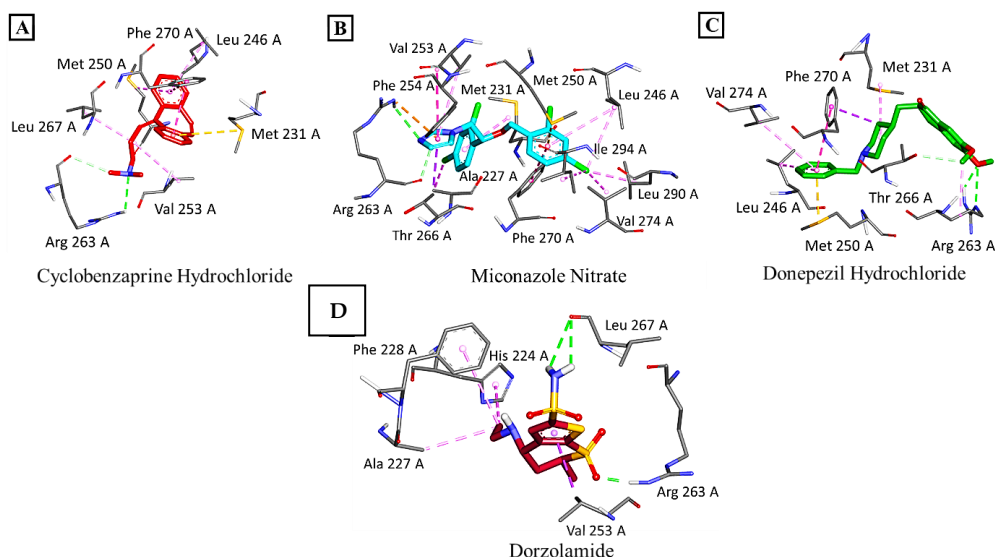 A
Phe 270 A
Leu 246 A
Met 250 A
Leu 267 A
Met 231 A
Val 253 A
Arg 263 A
Cyclobenzaprine Hydrochloride
B
Val 253 A
Phe 254 A
Met 250 A
Met 231 A
Leu 246 A
Ile 294 A
Ala 227 A
Leu 290 A
Arg 263 A
Thr 266 A
Val 274 A
Phe 270 A
Miconazole Nitrate
C
Phe 270 A
Met 231 A
Val 274 A
Leu 246 A
Thr 266 A
Met 250 A
Arg 263 A
Donepezil Hydrochloride
D
Leu 267 A
Phe 228 A
His 224 A
Ala 227 A
Arg 263 A
Val 253 A
Dorzolamide